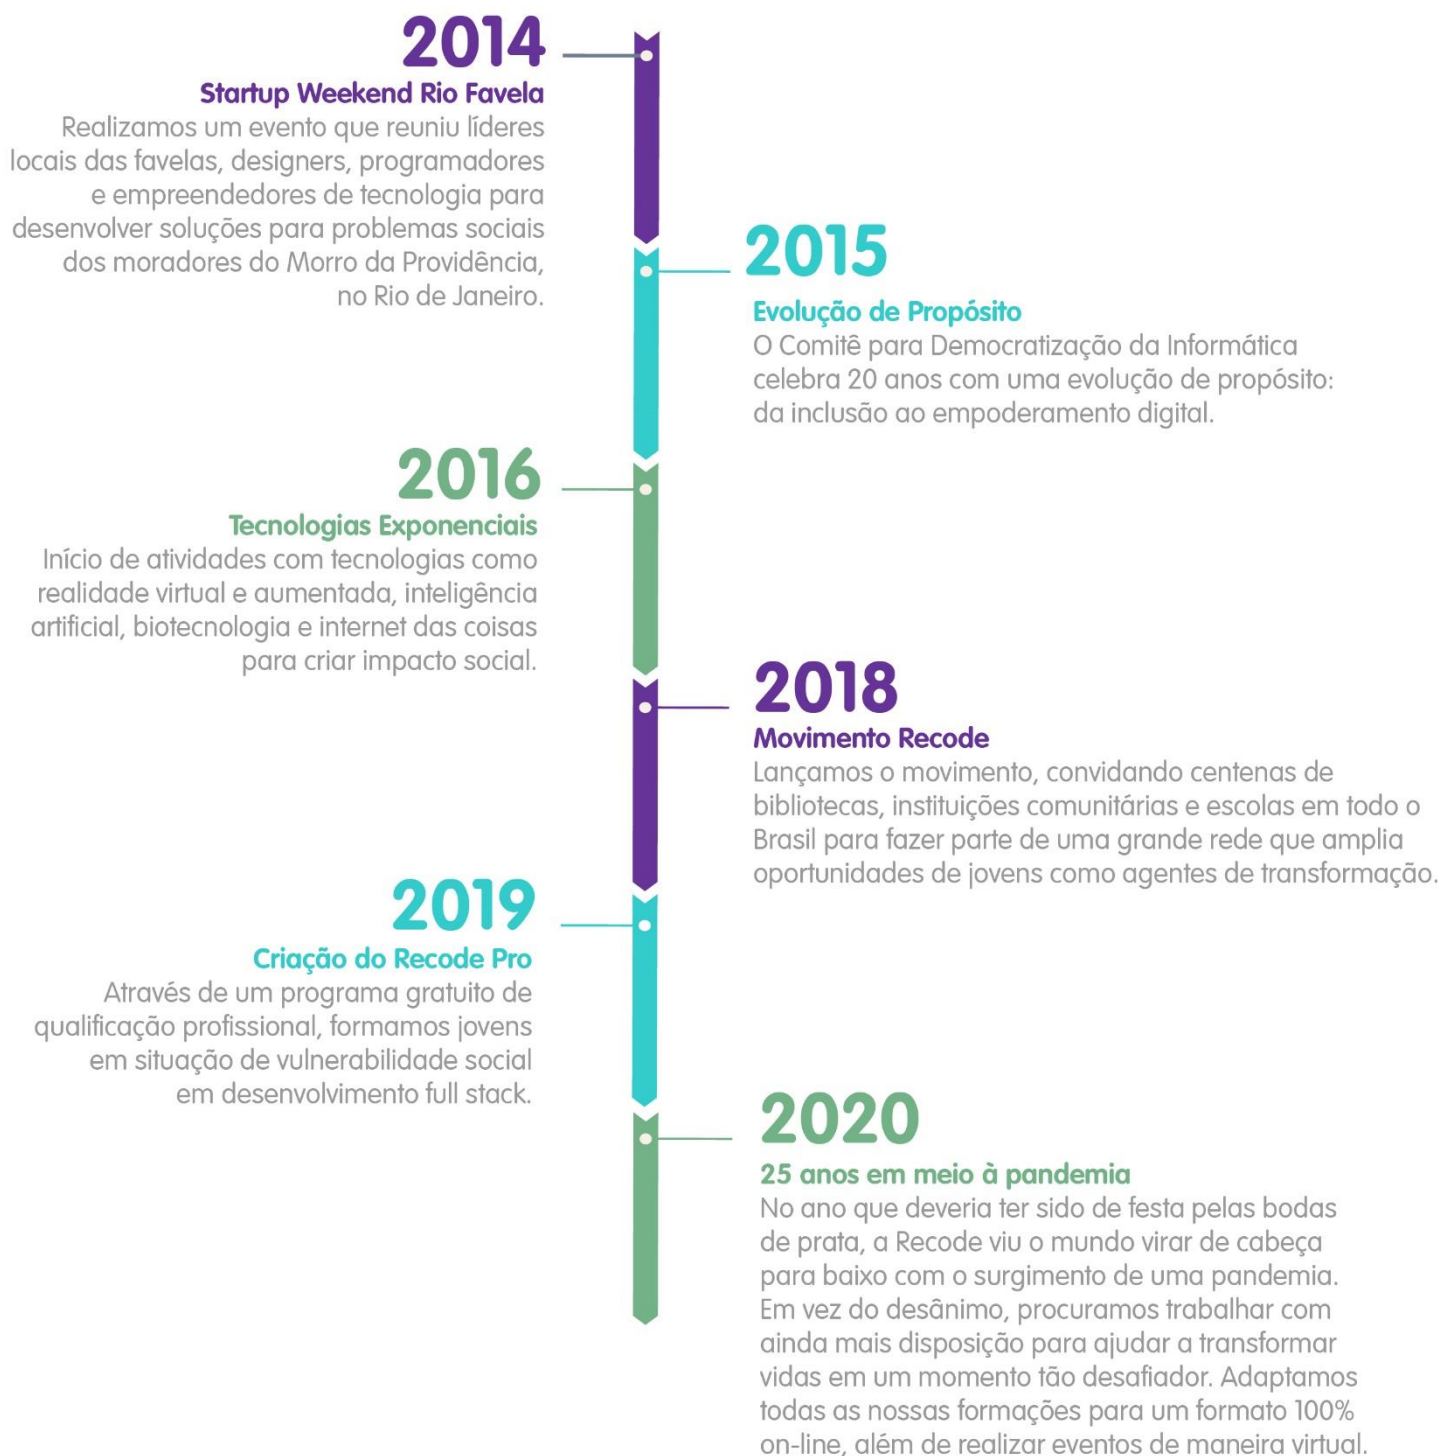 2014
Startup Weekend Rio Favela
Realizamos um evento que reuniu líderes
locais das favelas, designers, programadores
e empreendedores de tecnologia para
desenvolver soluções para problemas sociais
dos moradores do Morro da Providência,
no Rio de Janeiro.
2015
Evolução de Propósito
O Comitê para Democratização da Informática
celebra 20 anos com uma evolução de propósito:
da inclusão ao empoderamento digital.
2016
Tecnologias Exponenciais
Início de atividades com tecnologias como
realidade virtual e aumentada, inteligência
artificial, biotecnologia e internet das coisas
para criar impacto social.
2018
Movimento Recode
Lançamos o movimento, convidando centenas de
bibliotecas, instituições comunitárias e escolas em todo o
Brasil para fazer parte de uma grande rede que amplia
oportunidades de jovens como agentes de transformação.
2019
Criação do Recode Pro
Através de um programa gratuito de
qualificação profissional, formamos jovens
em situação de vulnerabilidade social
em desenvolvimento full stack.
2020
25 anos em meio à pandemia
No ano que deveria ter sido de festa pelas bodas
de prata, a Recode viu o mundo virar de cabeça
para baixo com o surgimento de uma pandemia.
Em vez do desânimo, procuramos trabalhar com
ainda mais disposição para ajudar a transformar
vidas em um momento tão desafiador. Adaptamos
todas as nossas formações para um formato 100%
on-line, além de realizar eventos de maneira virtual.